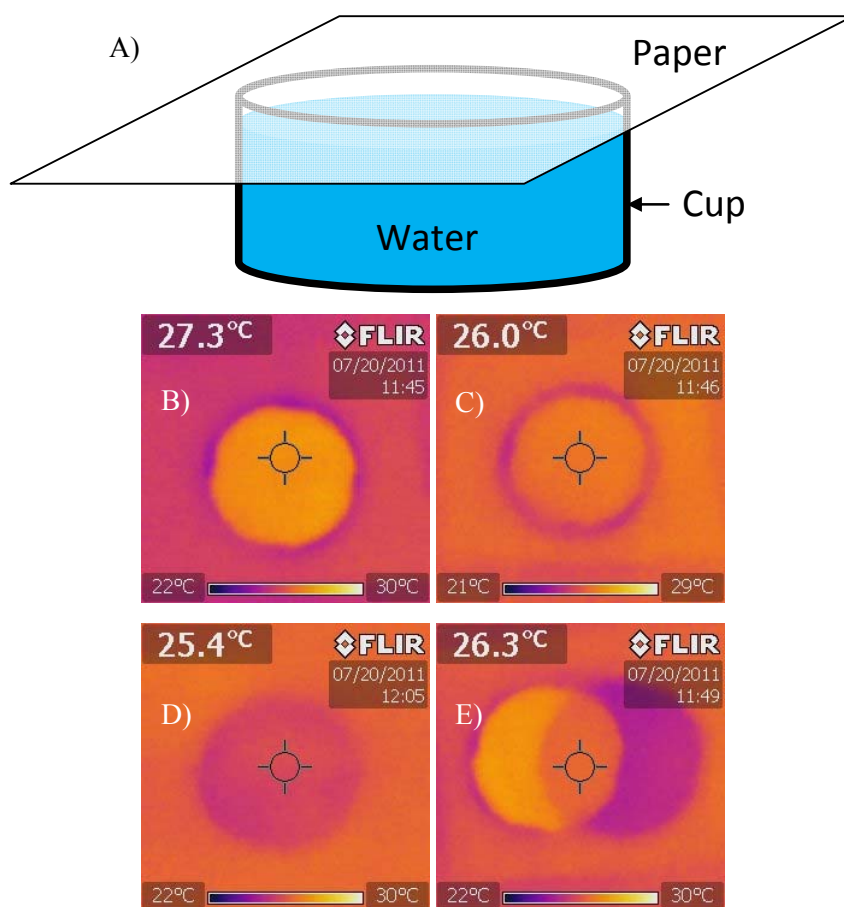 A)
Paper
Cup
Water
27.3°C
FLIR
07/20/2011
11:45
B)
22°C
30°C
26.0°C
FLIR
07/20/2011
11:46
C)
21°C
29°C
25.4°C
FLIR
07/20/2011
12:05
D)
22°C
30°C
26.3°C
FLIR
07/20/2011
11:49
E)
22°C
30°C